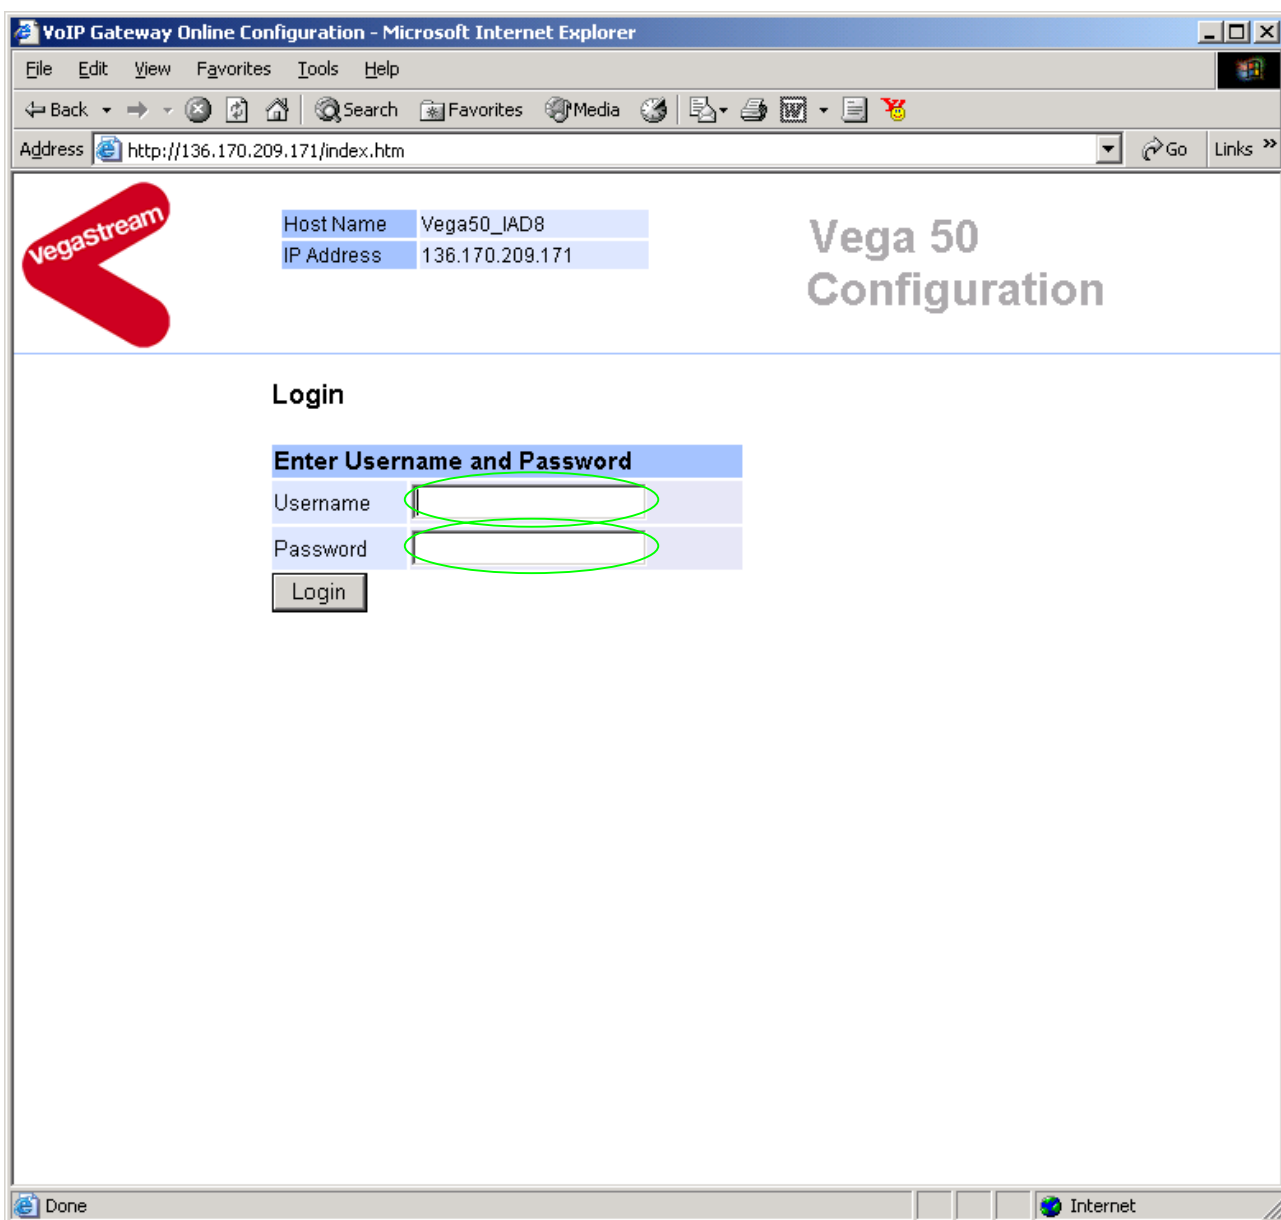 VoIP Gateway Online Configuration - Microsoft Internet Explorer
File Edit View Favorites Tools Help
Back Search Favorites Media
Address http://136.170.209.171/index.htm Go Links »
vegastream
Host Name Vega50_IAD8
IP Address 136.170.209.171
Vega 50
Configuration
Login
Enter Username and Password
Username
Password
Login
Done Internet